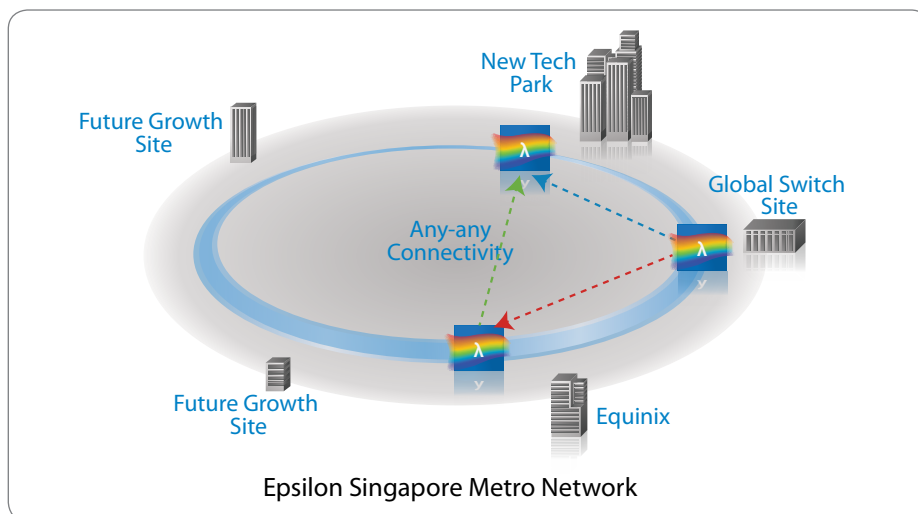 New Tech
Park
Future Growth
Site
λ
Global Switch
Site
Any-any
Connectivity
λ
λ
Future Growth
Site
Equinix
Epsilon Singapore Metro Network